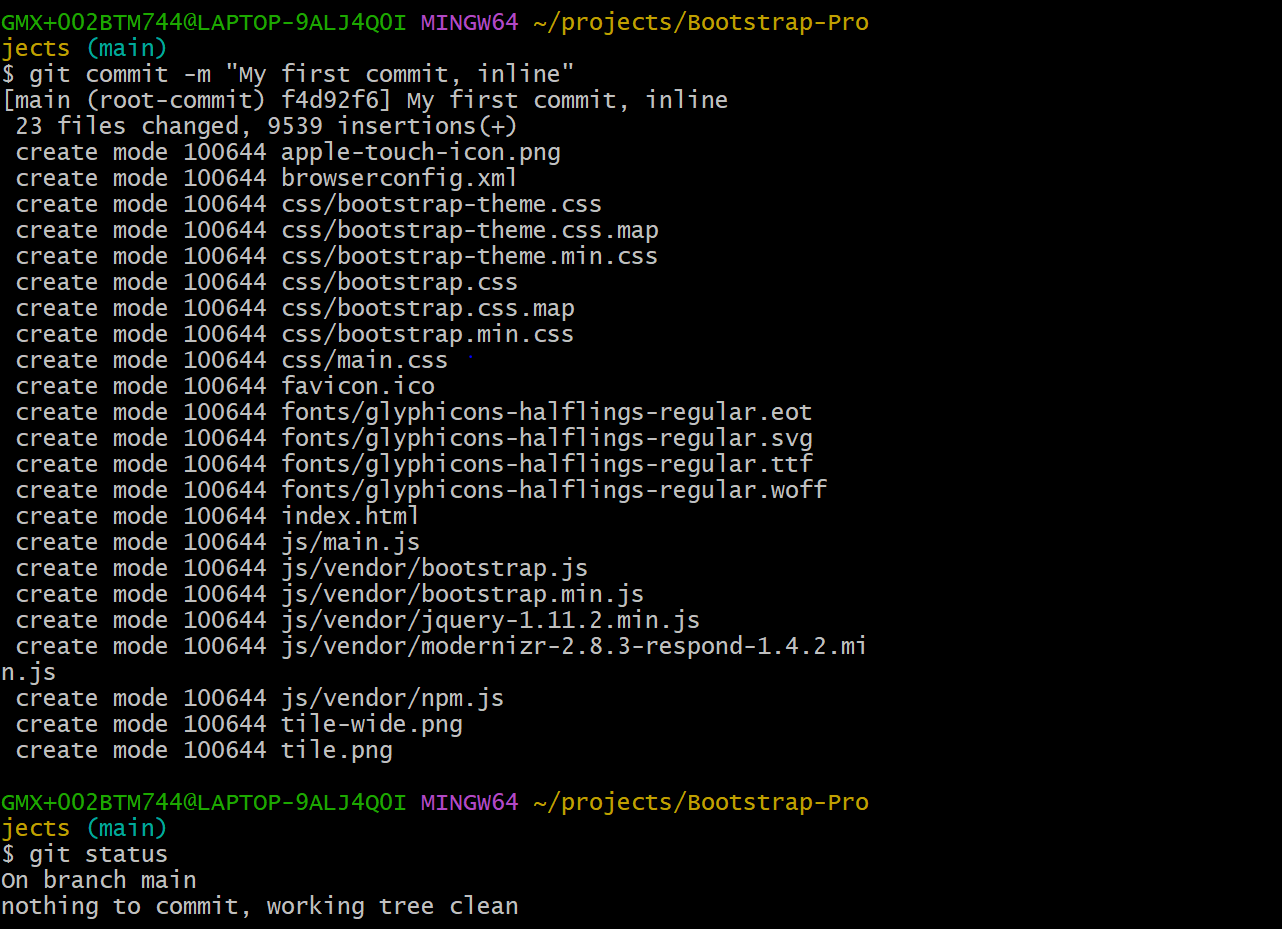 GMX+002BTM744@LAPTOP-9ALJ4Q0I MINGW64 ~/projects/Bootstrap-Pro
jects (main)
$ git commit -m "My first commit, inline"
[main (root-commit) f4d92f6] My first commit, inline
 23 files changed, 9539 insertions(+)
 create mode 100644 apple-touch-icon.png
 create mode 100644 browserconfig.xml
 create mode 100644 css/bootstrap-theme.css
 create mode 100644 css/bootstrap-theme.css.map
 create mode 100644 css/bootstrap-theme.min.css
 create mode 100644 css/bootstrap.css
 create mode 100644 css/bootstrap.css.map
 create mode 100644 css/bootstrap.min.css
 create mode 100644 css/main.css
 create mode 100644 favicon.ico
 create mode 100644 fonts/glyphicons-halflings-regular.eot
 create mode 100644 fonts/glyphicons-halflings-regular.svg
 create mode 100644 fonts/glyphicons-halflings-regular.ttf
 create mode 100644 fonts/glyphicons-halflings-regular.woff
 create mode 100644 index.html
 create mode 100644 js/main.js
 create mode 100644 js/vendor/bootstrap.js
 create mode 100644 js/vendor/bootstrap.min.js
 create mode 100644 js/vendor/jquery-1.11.2.min.js
 create mode 100644 js/vendor/modernizr-2.8.3-respond-1.4.2.mi
n.js
 create mode 100644 js/vendor/npm.js
 create mode 100644 tile-wide.png
 create mode 100644 tile.png
GMX+002BTM744@LAPTOP-9ALJ4Q0I MINGW64 ~/projects/Bootstrap-Pro
jects (main)
$ git status
On branch main
nothing to commit, working tree clean